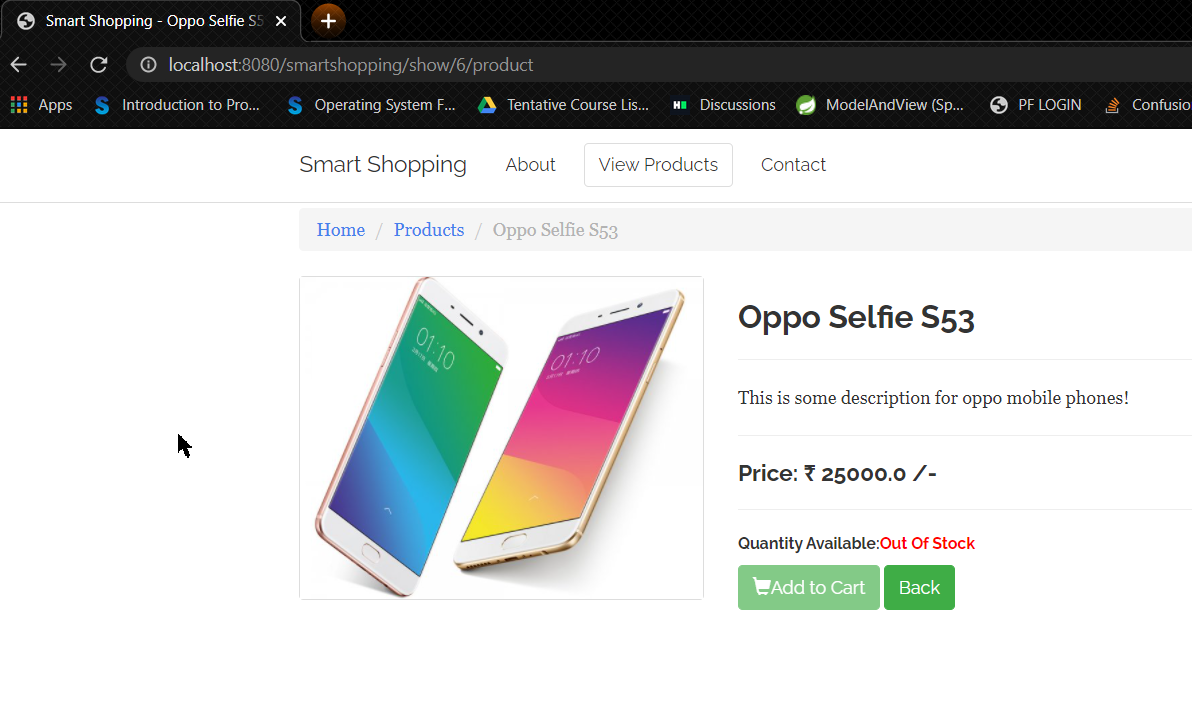 Smart Shopping - Oppo Selfie S5
localhost:8080/smartshopping/show/6/product
Apps Introduction to Pro... Operating System F... Tentative Course Lis... Discussions ModelAndView (Sp... PF LOGIN Confusio
Smart Shopping About View Products Contact
Home / Products / Oppo Selfie S53
01:10
01:10
Oppo Selfie S53
This is some description for oppo mobile phones!
Price: ₹ 25000.0 /-
Quantity Available:Out Of Stock
Add to Cart Back